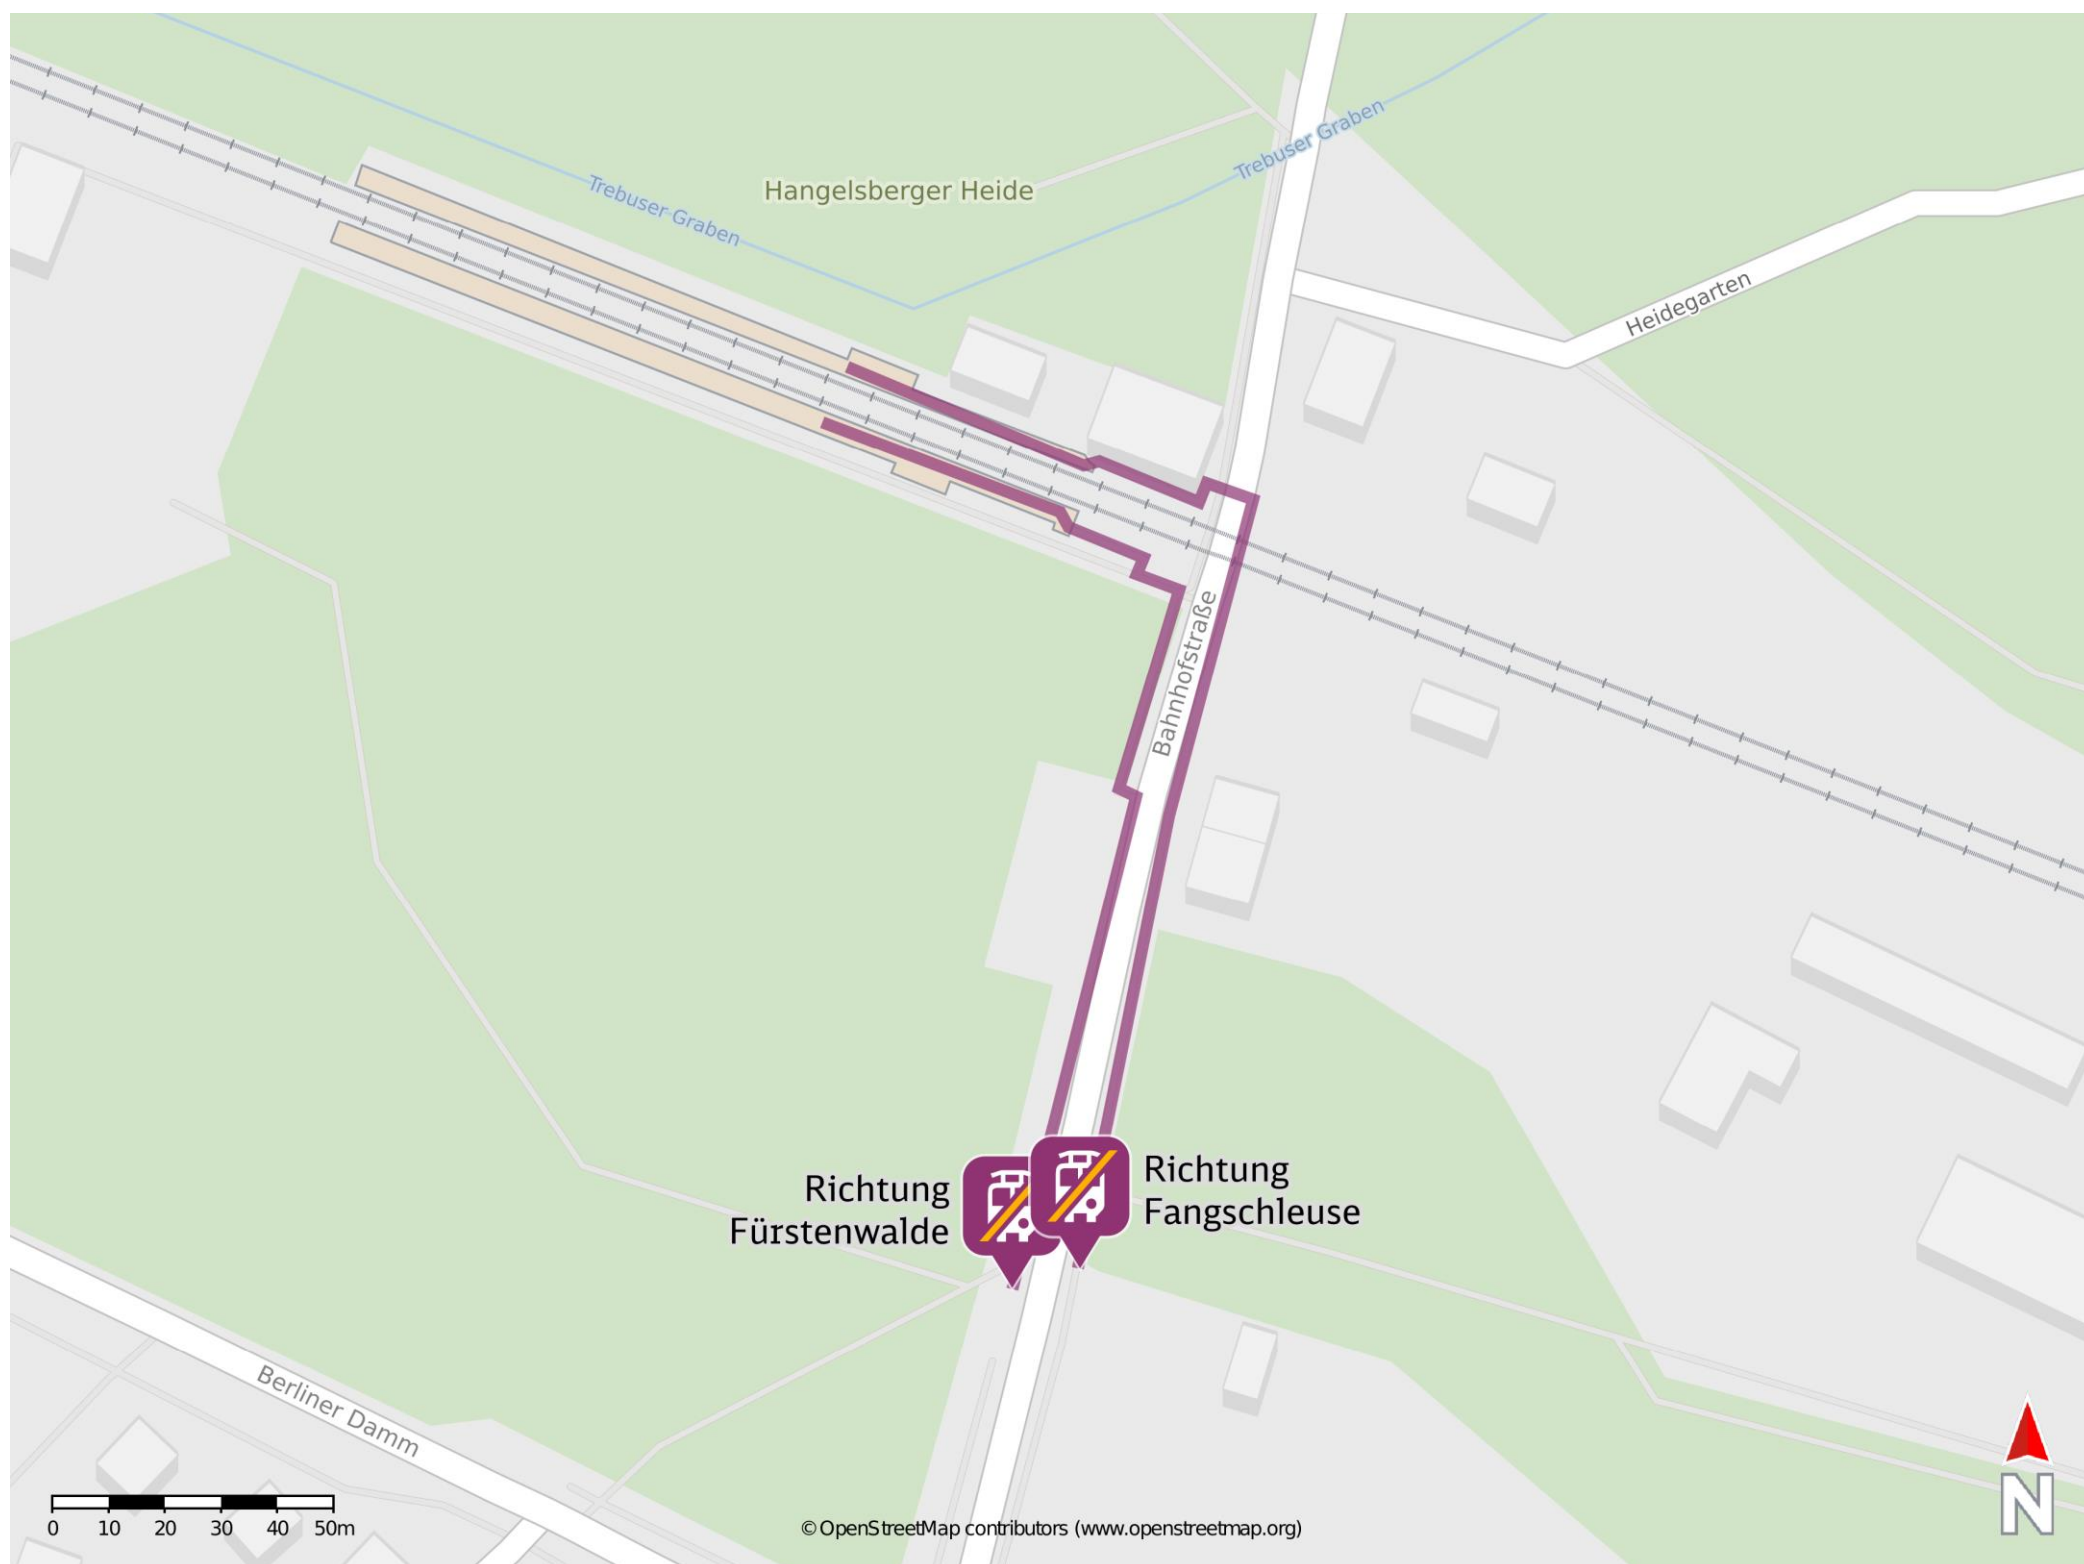 Trebuser Graben
Hangelsberger Heide
Trebuser Graben
Heidegarten
Bahnhofstraße
Richtung
Fürstenwalde
Richtung
Fangschleuse
Berliner Damm
0 10 20 30 40 50m
© OpenStreetMap contributors (www.openstreetmap.org)
N